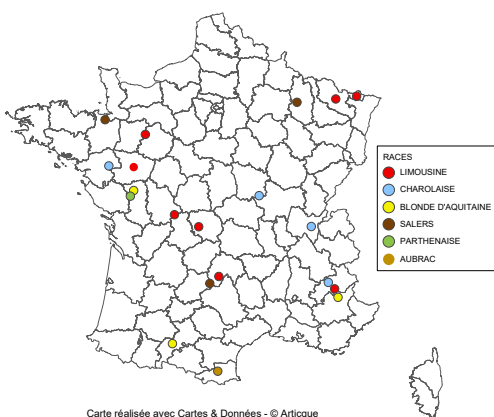 RACES
LIMOUSINE
CHAROLAISE
BLONDE D'AQUITAINE
SALERS
PARTHENAISE
AUBRAC
Carte réalisée avec Cartes & Données - © Articque